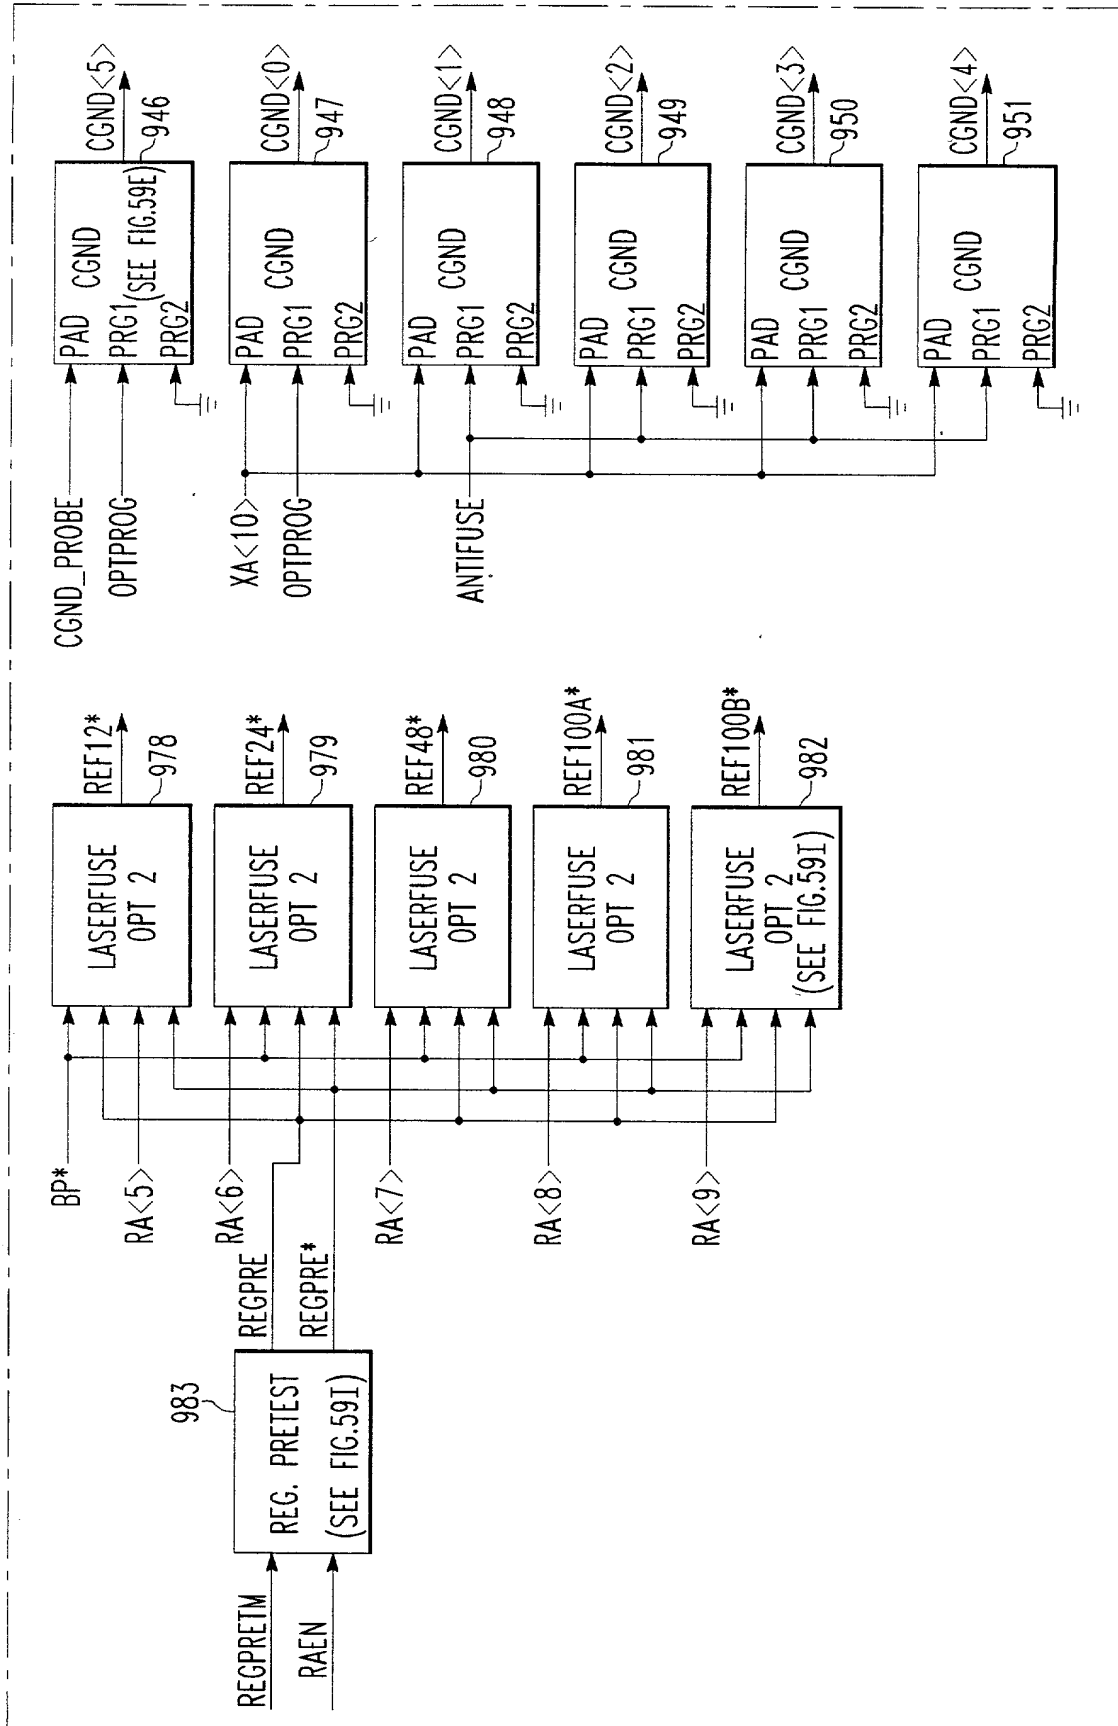 REGPRETM
RAEN
983
REG. PRETEST
(SEE FIG.59I)
REGPRE
REGPRE*
BP*
RA<5>
RA<6>
RA<7>
RA<8>
RA<9>
LASERFUSE
OPT 2
REF12*
978
LASERFUSE
OPT 2
REF24*
979
LASERFUSE
OPT 2
REF48*
980
LASERFUSE
OPT 2
REF100A*
981
LASERFUSE
OPT 2
(SEE FIG.59I)
REF100B*
982
CGND_PROBE
OPTPROG
XA<10>
OPTPROG
ANTIFUSE
PAD
PRG1
PRG2
CGND
(SEE FIG.59E)
CGND<5>
946
PAD
PRG1
PRG2
CGND
CGND<0>
947
PAD
PRG1
PRG2
CGND
CGND<1>
948
PAD
PRG1
PRG2
CGND
CGND<2>
949
PAD
PRG1
PRG2
CGND
CGND<3>
950
PAD
PRG1
PRG2
CGND
CGND<4>
951